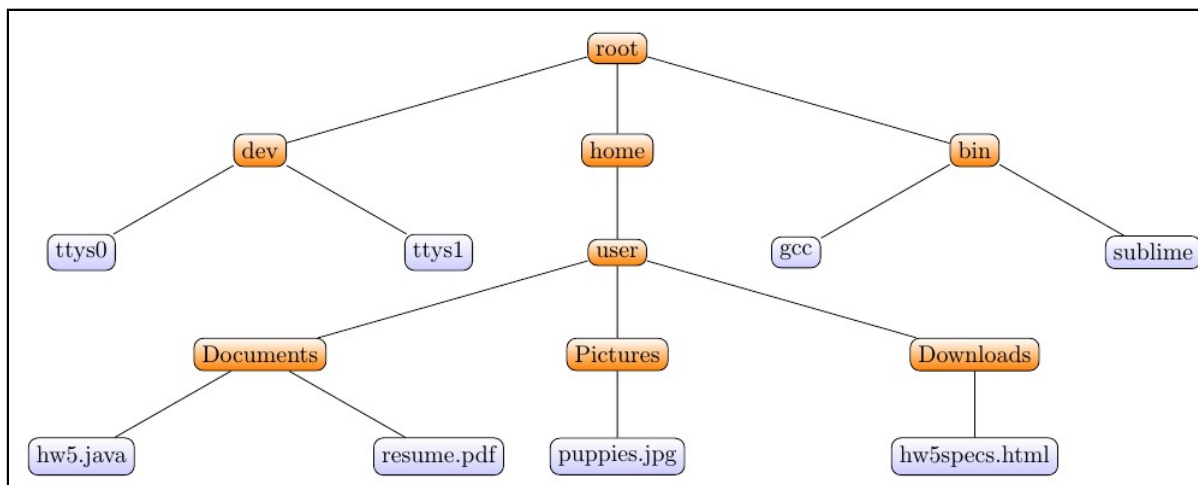 root
dev home bin
ttys0 ttys1 gcc sublime
user
Documents Pictures Downloads
hw5.java resume.pdf puppies.jpg hw5specs.html